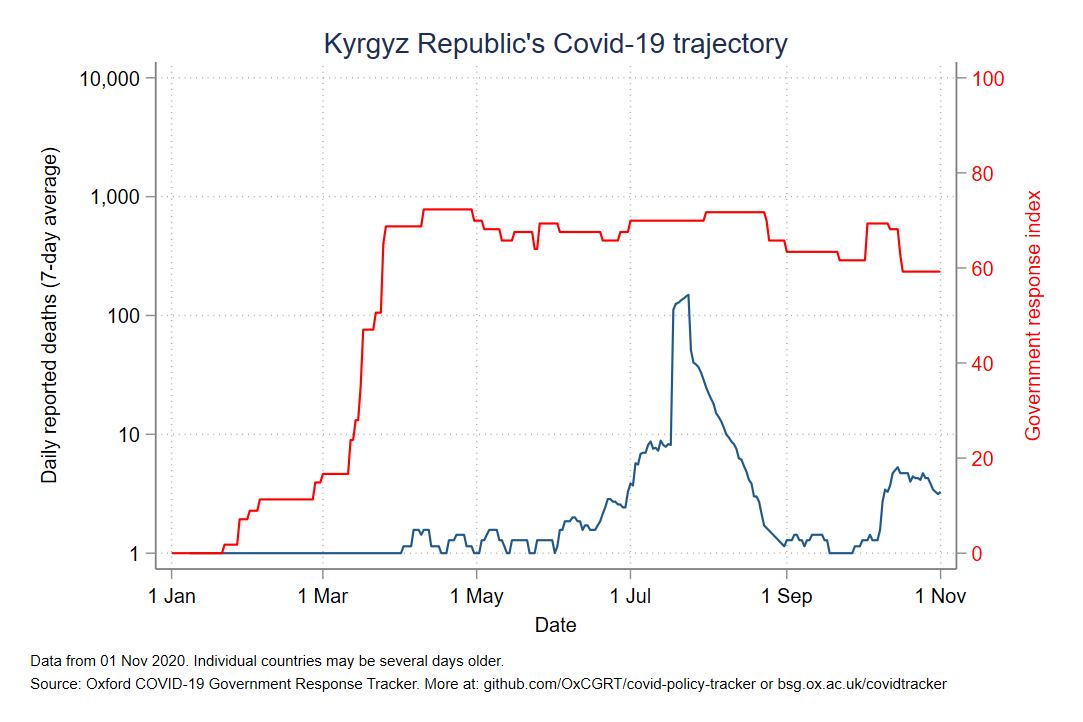 Kyrgyz Republic's Covid-19 trajectory
10,000
1,000
100
10
1
Daily reported deaths (7-day average)
100
80
60
40
20
0
Government response index
1 Jan 1 Mar 1 May 1 Jul 1 Sep 1 Nov
Date
Data from 01 Nov 2020. Individual countries may be several days older.
Source: Oxford COVID-19 Government Response Tracker. More at: github.com/OxCGRT/covid-policy-tracker or bsg.ox.ac.uk/covidtracker